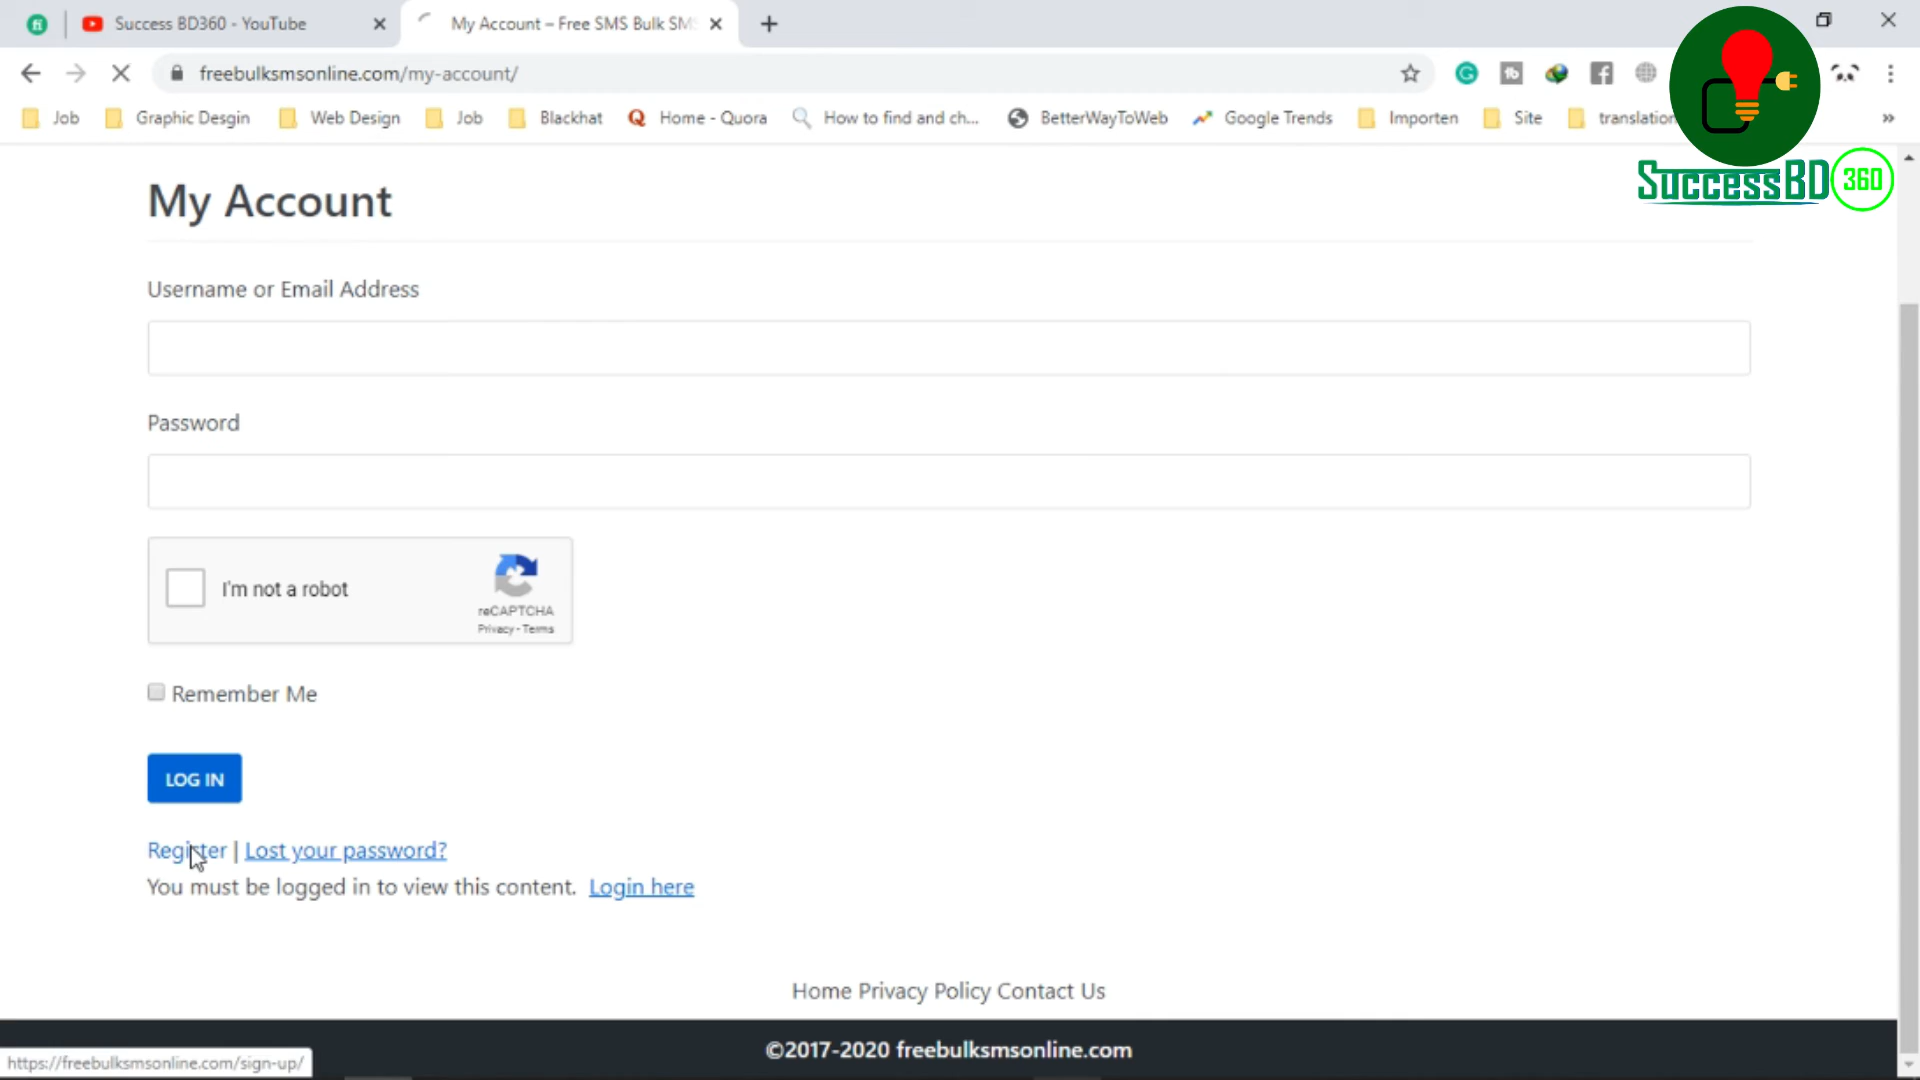 Success BD360 - YouTube
My Account – Free SMS Bulk SM
freebulksmsonline.com/my-account/
Job
Graphic Desgin
Web Design
Job
Blackhat
Home - Quora
How to find and ch...
BetterWayToWeb
Google Trends
Importen
Site
translation
SuccessBD 360
My Account
Username or Email Address
Password
I'm not a robot
reCAPTCHA
Privacy - Terms
Remember Me
LOG IN
Register | Lost your password?
You must be logged in to view this content. Login here
Home Privacy Policy Contact Us
©2017-2020 freebulksmsonline.com
https://freebulksmsonline.com/sign-up/